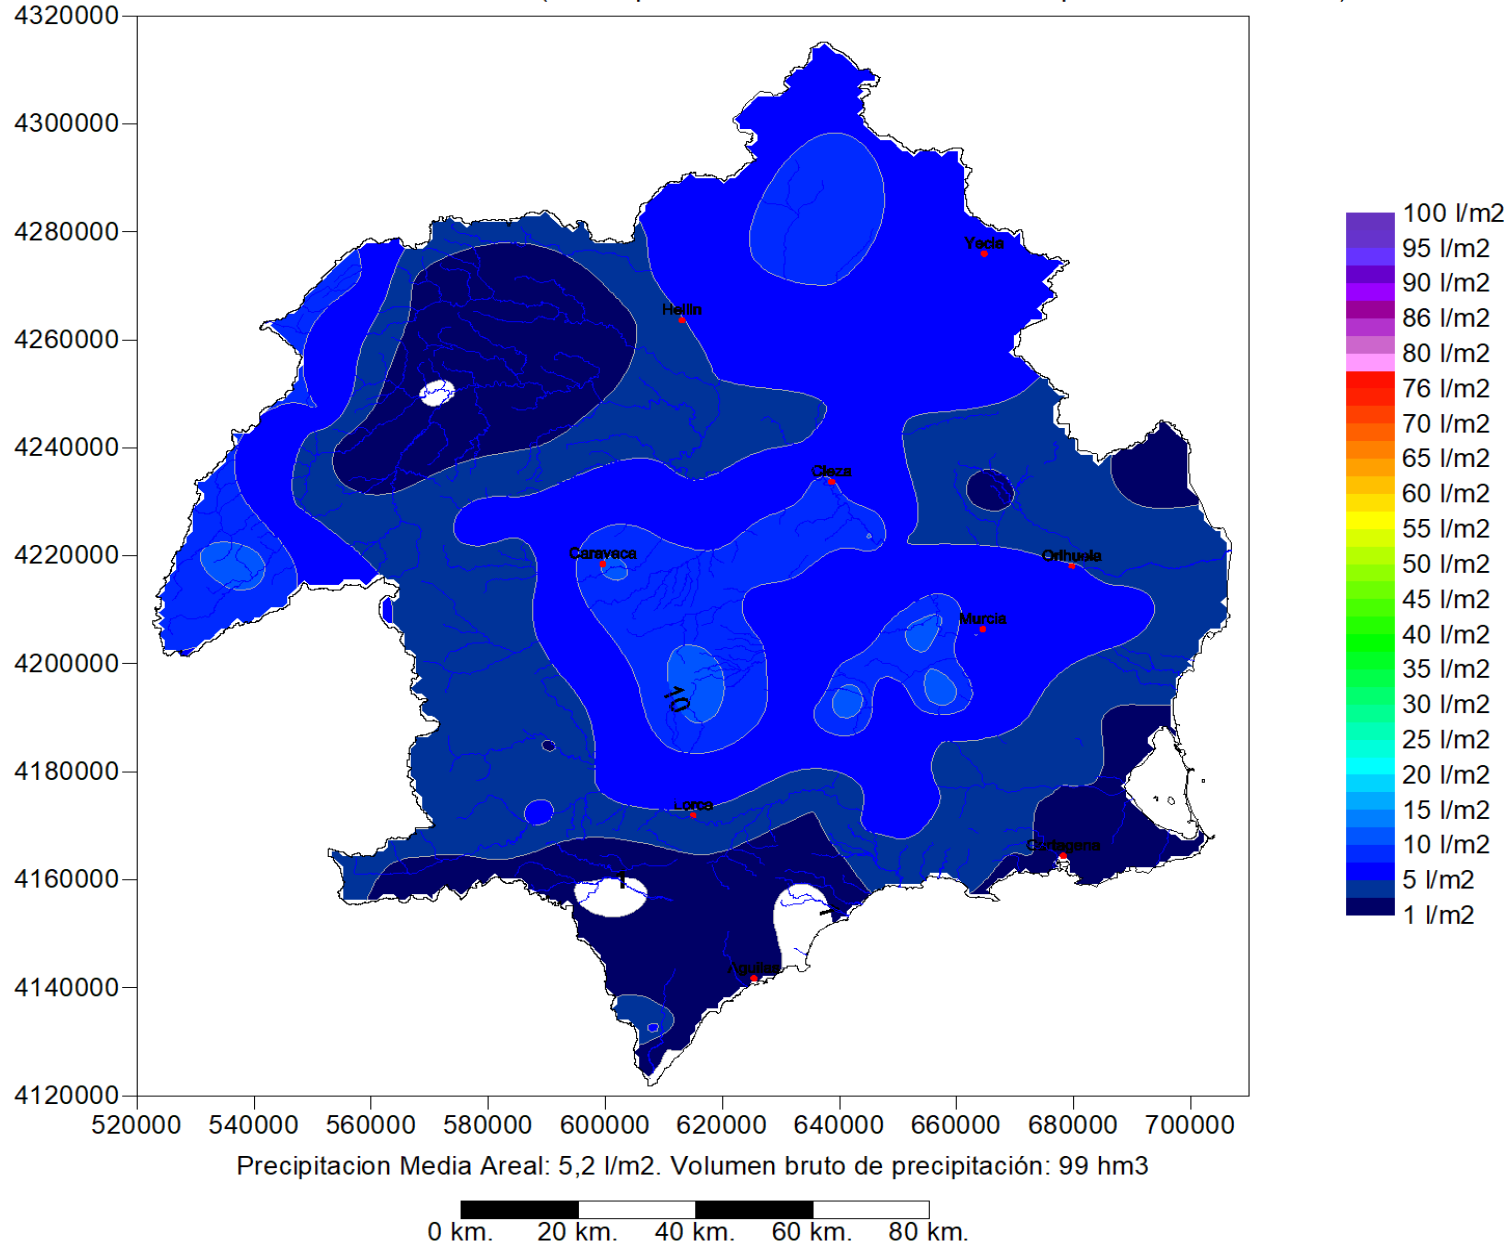 4320000
4300000
4280000
4260000
4240000
4220000
4200000
4180000
4160000
4140000
4120000
520000 540000 560000 580000 600000 620000 640000 660000 680000 700000
Yecla
Hellin
Cieza
Caravaca
Orihuela
Murcia
10
Lorca
Cartagena
1
1
Aguilas
100 l/m2
95 l/m2
90 l/m2
86 l/m2
80 l/m2
76 l/m2
70 l/m2
65 l/m2
60 l/m2
55 l/m2
50 l/m2
45 l/m2
40 l/m2
35 l/m2
30 l/m2
25 l/m2
20 l/m2
15 l/m2
10 l/m2
5 l/m2
1 l/m2
Precipitacion Media Areal: 5,2 l/m2. Volumen bruto de precipitación: 99 hm3
0 km. 20 km. 40 km. 60 km. 80 km.